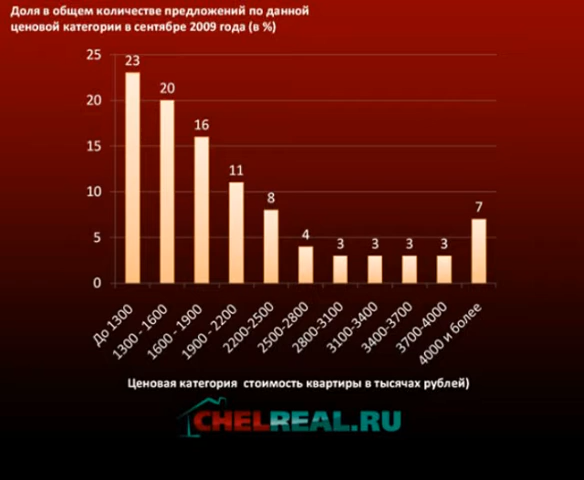 Доля в общем количестве предложений по данной
ценовой категории в сентябре 2009 года (в %)
25
20
15
10
5
0
23
20
16
11
8
4
3
3
3
3
7
До 1300
1300 - 1600
1600 - 1900
1900 - 2200
2200-2500
2500-2800
2800-3100
3100-3400
3400-3700
3700-4000
4000 и более
Ценовая категория стоимость квартиры в тысячах рублей)
CHELREAL.RU